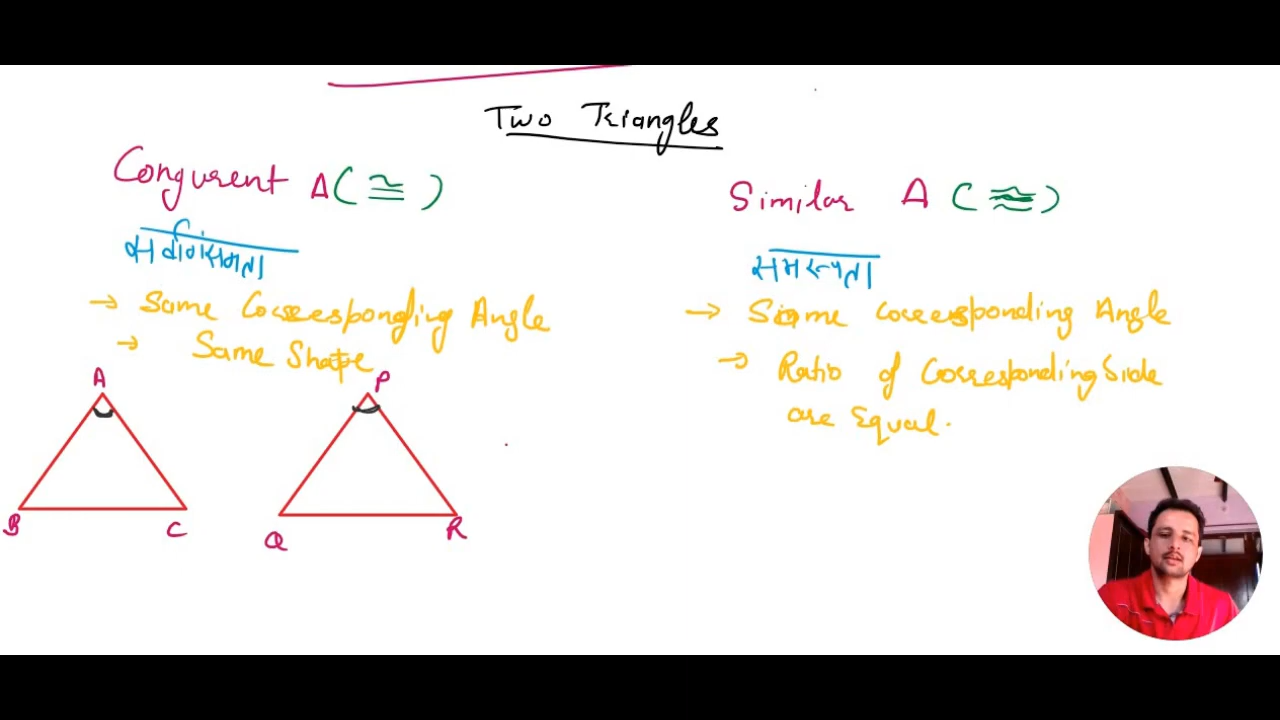 Two Triangles
Congurent Δ (≅)
सर्वांगसमता
→ Same Corresponding Angle
→ Same Shape
A
B
C
P
Q
R
Similar Δ (≈)
समरूपता
→ Same Corresponding Angle
→ Ratio of Corresponding Side
are Equal.